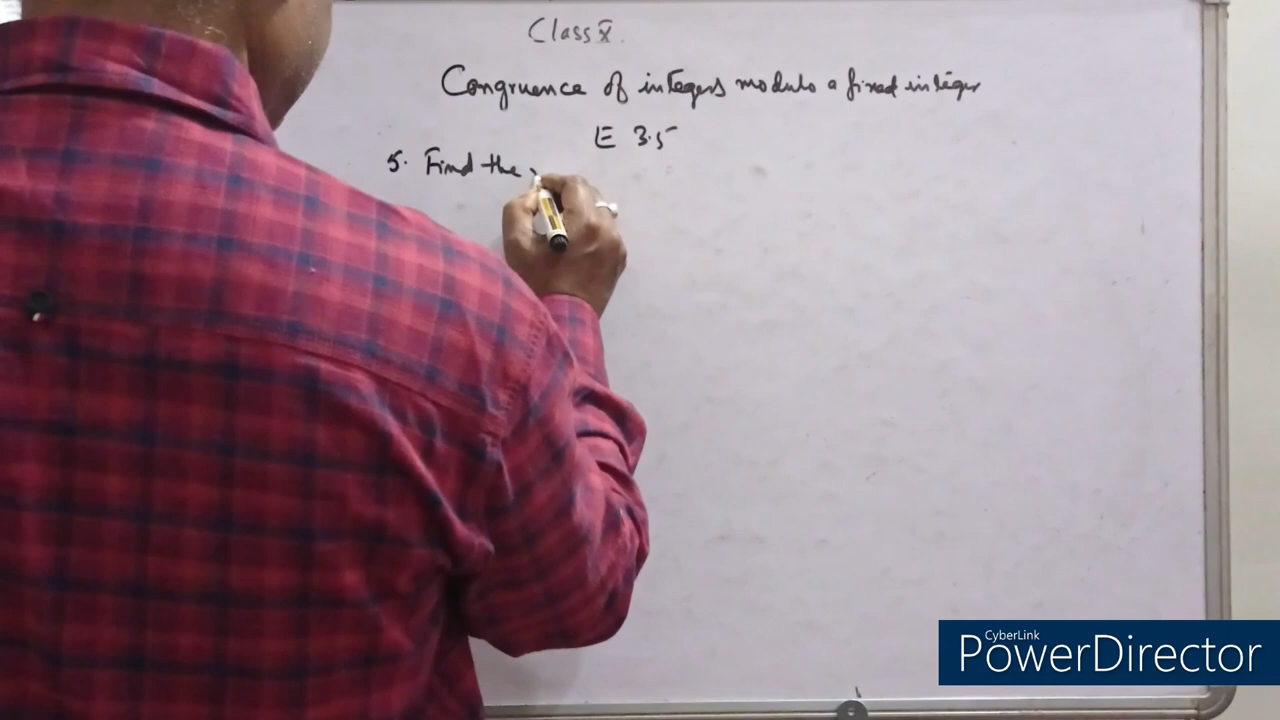 Class X.
Congruence of integers modulo a fixed integer
E 3.5
5. Find the
CyberLink
PowerDirector